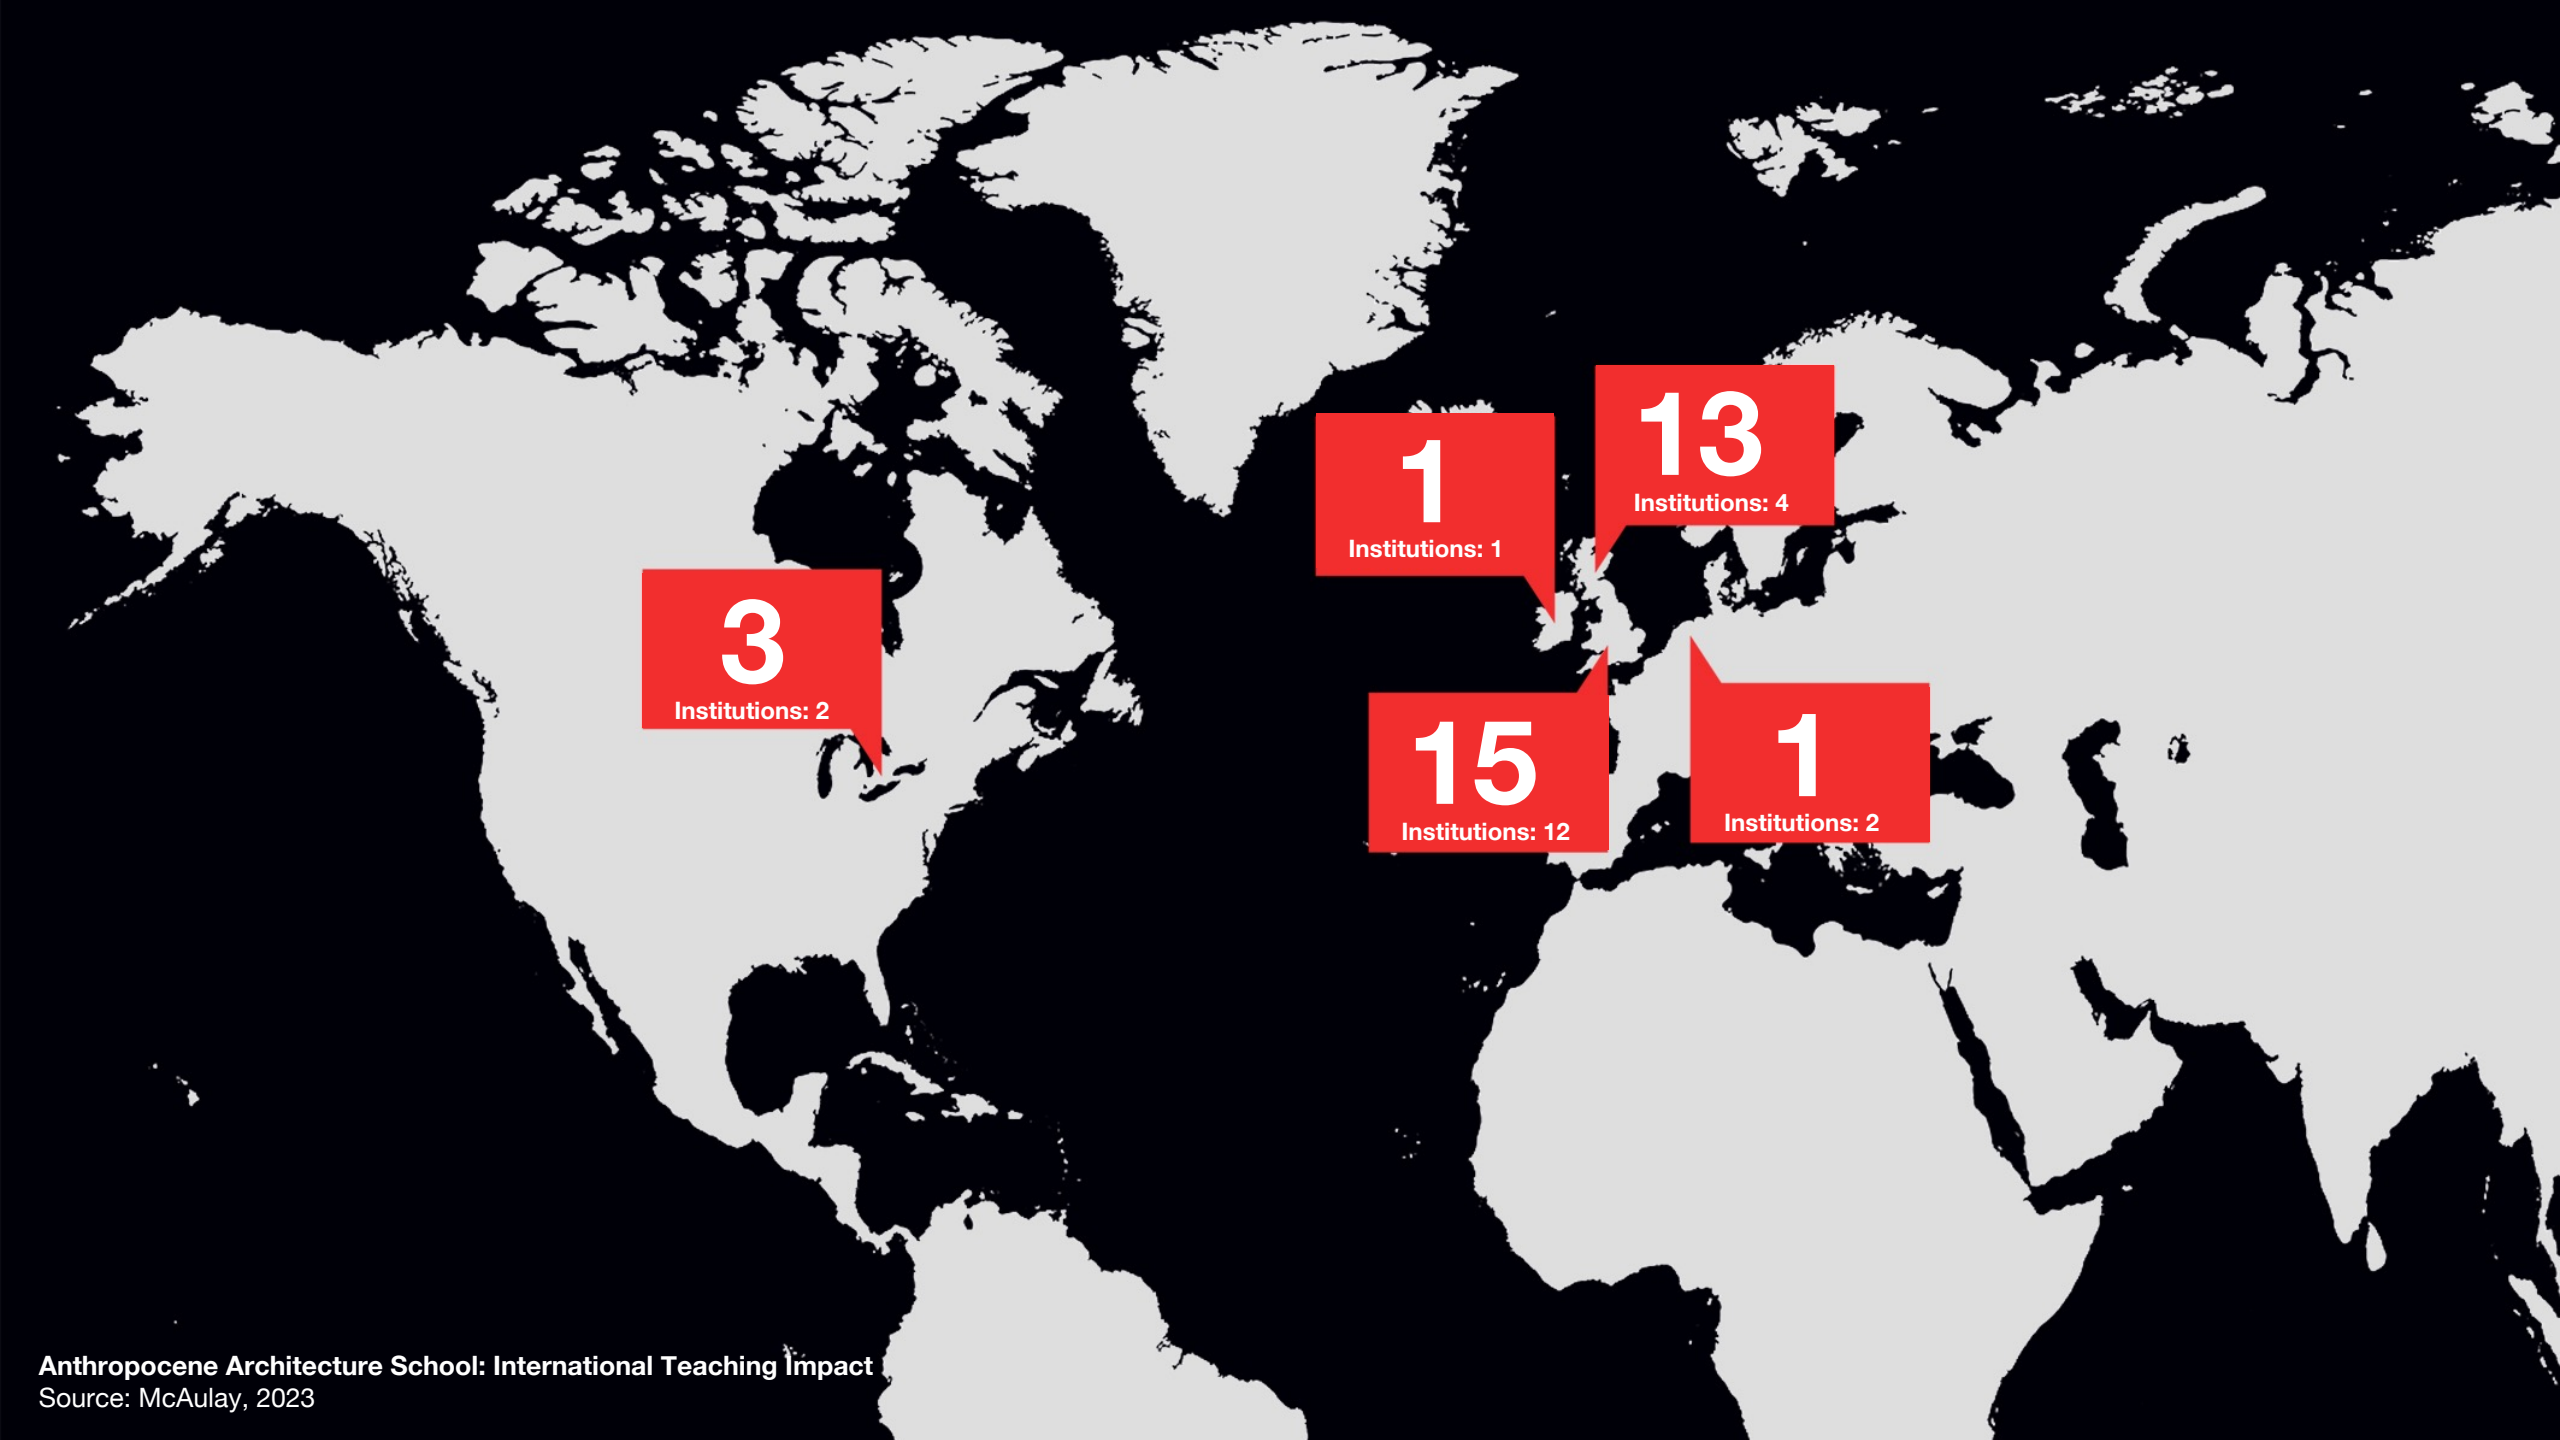 13
Institutions: 4
1
Institutions: 1
3
Institutions: 2
15
Institutions: 12
1
Institutions: 2
Anthropocene Architecture School: International Teaching Impact
Source: McAulay, 2023